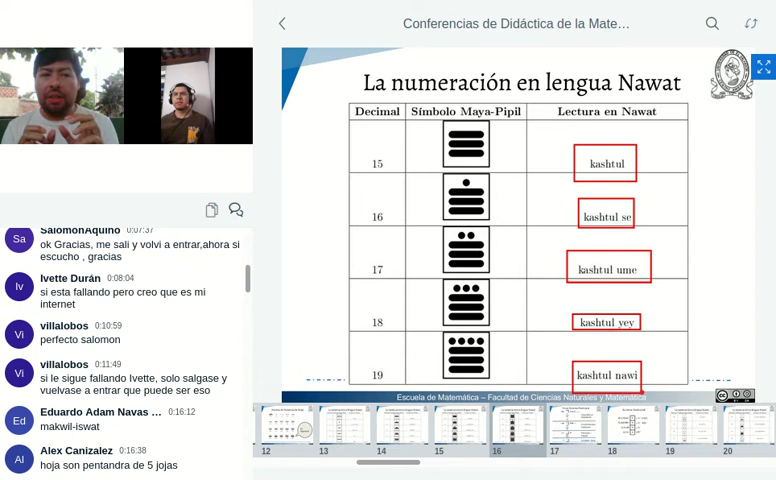 Conferencias de Didáctica de la Mate…
La numeración en lengua Nawat
Decimal Símbolo Maya-Pipil Lectura en Nawat
15 kashtul
16 kashtul se
17 kashtul ume
18 kashtul yey
19 kashtul nawi
Escuela de Matemática – Facultad de Ciencias Naturales y Matemática
12 13 14 15 16 17 18 19 20
Sa SalomonAquino 0:07:37
ok Gracias, me sali y volvi a entrar,ahora si
escucho , gracias
Iv Ivette Durán 0:08:04
si esta fallando pero creo que es mi
internet
Vi villalobos 0:10:59
perfecto salomon
Vi villalobos 0:11:49
si le sigue fallando Ivette, solo salgase y
vuelvase a entrar que puede ser eso
Ed Eduardo Adam Navas … 0:16:12
makwil-iswat
Al Alex Canizalez 0:16:38
hoja son pentandra de 5 jojas